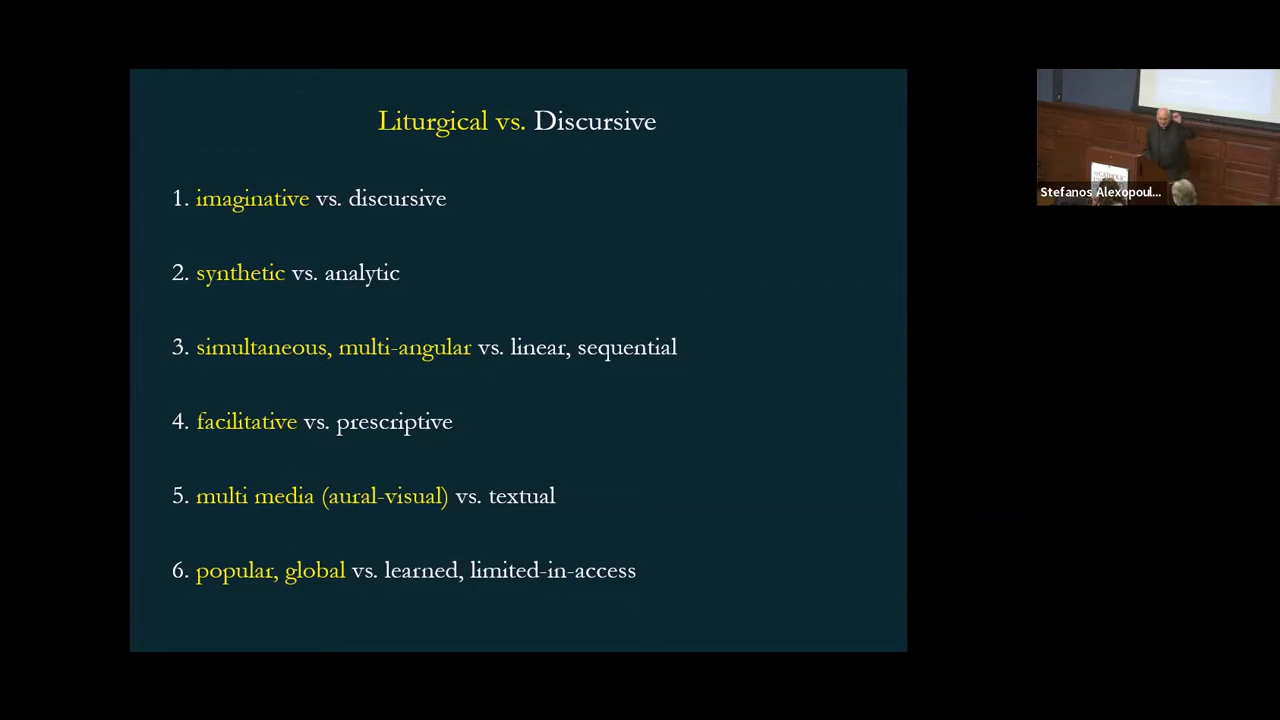 Liturgical vs. Discursive
1. imaginative vs. discursive
2. synthetic vs. analytic
3. simultaneous, multi-angular vs. linear, sequential
4. facilitative vs. prescriptive
5. multi media (aural-visual) vs. textual
6. popular, global vs. learned, limited-in-access
CATHOLIC
Stefanos Alexopoul...